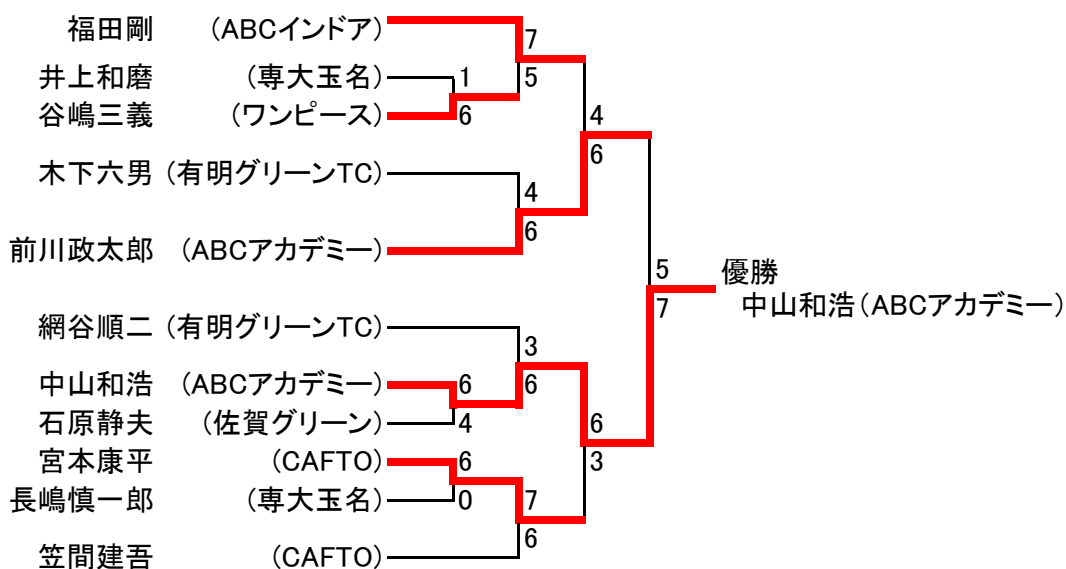 福田剛 (ABCインドア)
7
井上和磨 (専大玉名) 1
5
谷嶋三義 (ワンピース) 6
4
6
木下六男 (有明グリーンTC)
4
6
前川政太郎 (ABCアカデミー)
5 優勝
7 中山和浩(ABCアカデミー)
網谷順二 (有明グリーンTC)
3
中山和浩 (ABCアカデミー) 6 6
石原静夫 (佐賀グリーン) 4 6
宮本康平 (CAFTO) 6 3
長嶋慎一郎 (専大玉名) 0 7
6
笠間建吾 (CAFTO)